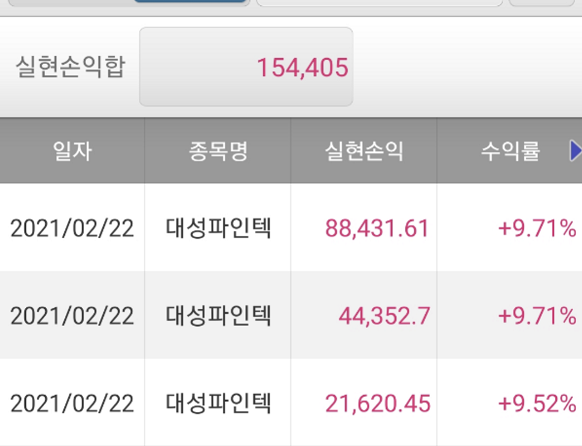 실현손익합 154,405
일자 종목명 실현손익 수익률
2021/02/22 대성파인텍 88,431.61 +9.71%
2021/02/22 대성파인텍 44,352.7 +9.71%
2021/02/22 대성파인텍 21,620.45 +9.52%